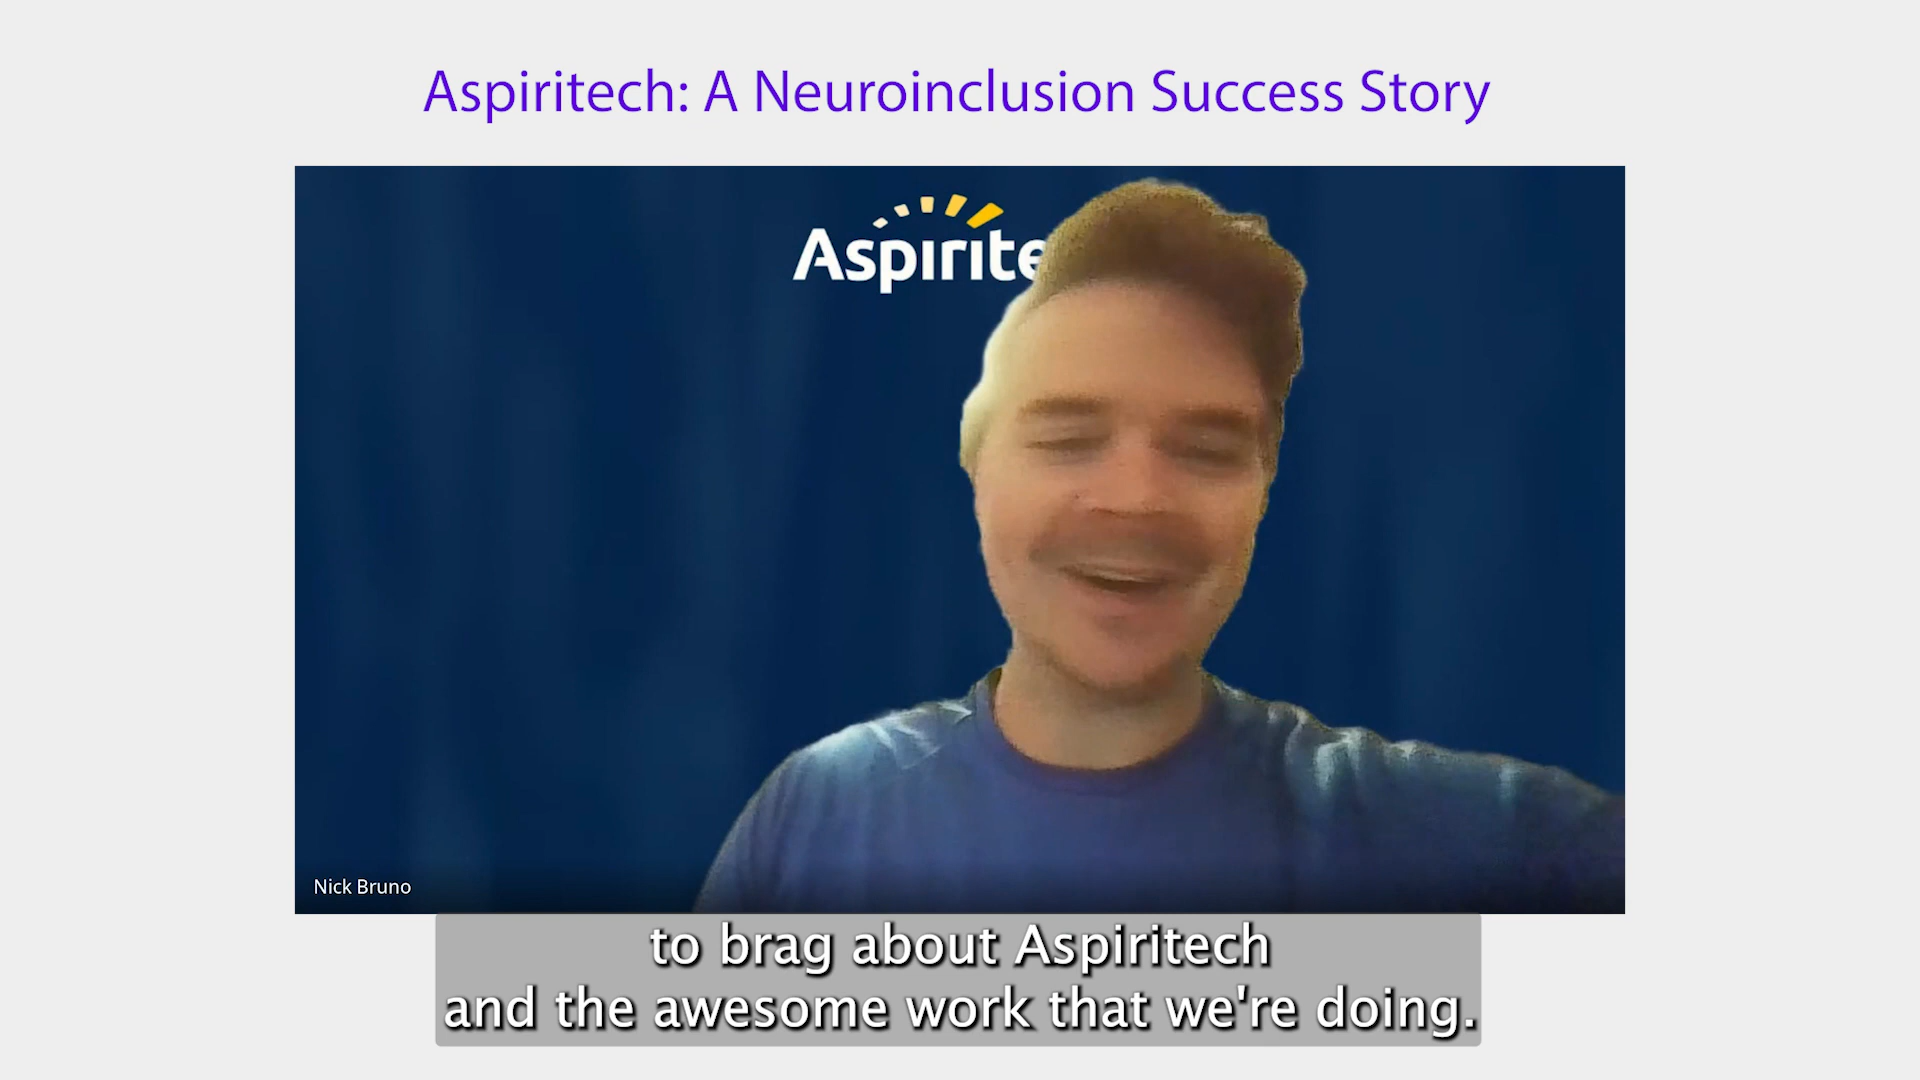 Aspiritech: A Neuroinclusion Success Story
Aspirite
Nick Bruno
to brag about Aspiritech
and the awesome work that we're doing.